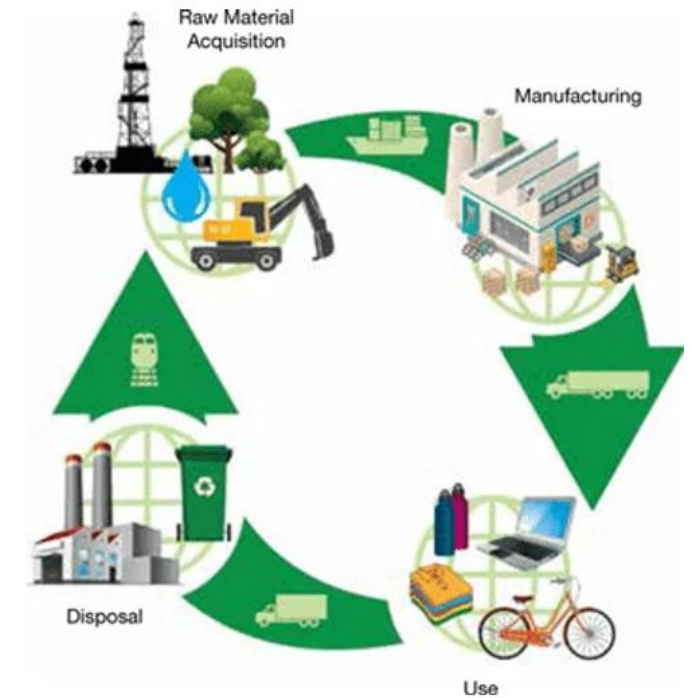 Raw Material
Acquisition
Manufacturing
Disposal
Use